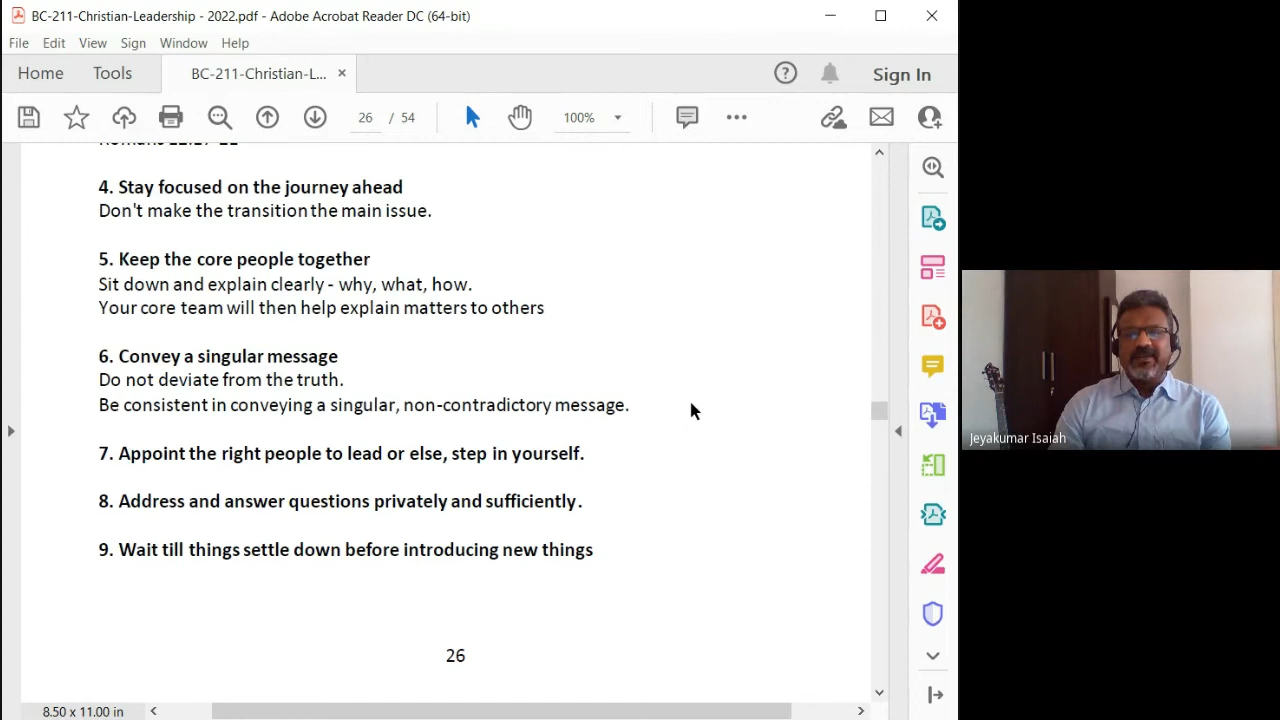 BC-211-Christian-Leadership - 2022.pdf - Adobe Acrobat Reader DC (64-bit)
File Edit View Sign Window Help
Home Tools BC-211-Christian-L... × Sign In
26 / 54 100%
4. Stay focused on the journey ahead
Don't make the transition the main issue.
5. Keep the core people together
Sit down and explain clearly - why, what, how.
Your core team will then help explain matters to others
6. Convey a singular message
Do not deviate from the truth.
Be consistent in conveying a singular, non-contradictory message.
7. Appoint the right people to lead or else, step in yourself.
8. Address and answer questions privately and sufficiently.
9. Wait till things settle down before introducing new things
26
8.50 x 11.00 in
Jeyakumar Isaiah